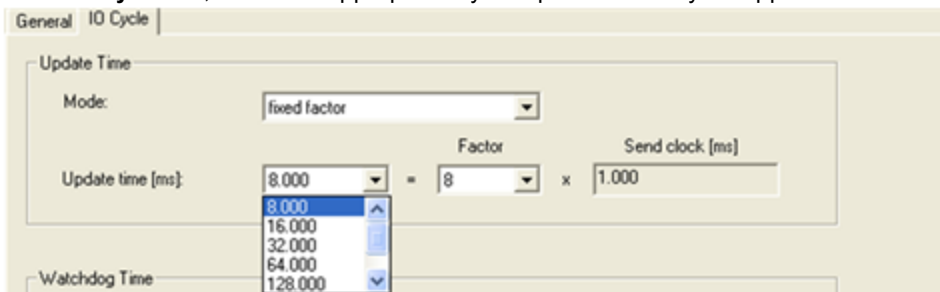 General IO Cycle
Update Time
Mode: fixed factor
Factor Send clock [ms]
Update time [ms]: 8.000 = 8 x 1.000
8.000
16.000
32.000
64.000
Watchdog Time 128.000